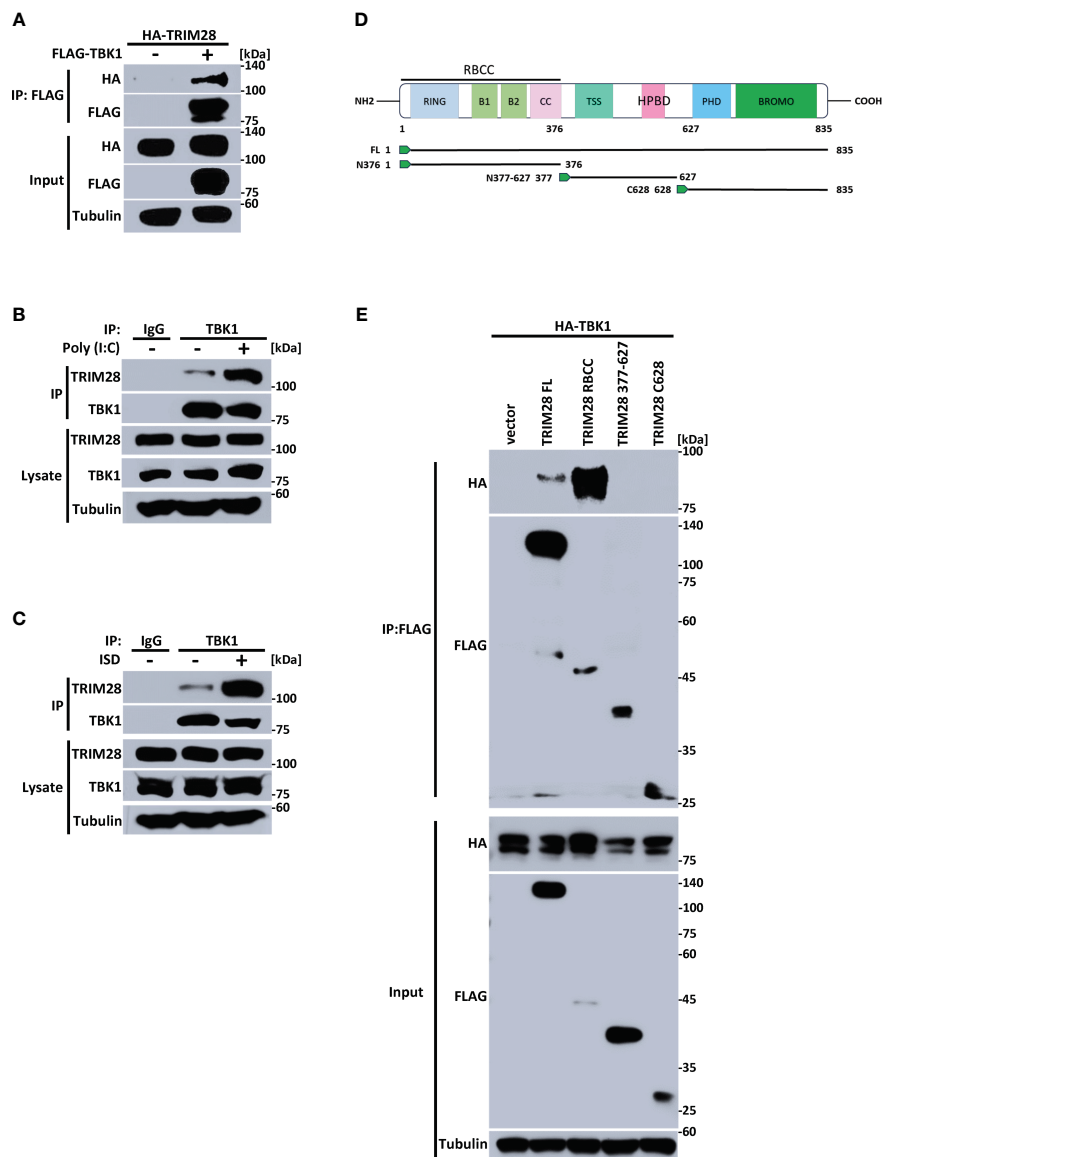 A
HA-TRIM28
FLAG-TBK1 - + [kDa]
IP: FLAG
HA -140
-100
FLAG
-75
Input
HA -140
-100
FLAG
-75
-60
Tubulin
B
IP: IgG TBK1
Poly (I:C) - - + [kDa]
IP
TRIM28
-100
TBK1
-75
Lysate
TRIM28
-100
TBK1
-75
-60
Tubulin
C
IP: IgG TBK1
ISD - - + [kDa]
IP
TRIM28
-100
TBK1
-75
Lysate
TRIM28
-100
TBK1
-75
-60
Tubulin
D
RBCC
NH2 RING B1 B2 CC TSS HPBD PHD BROMO COOH
1 376 627 835
FL 1 835
N376 1 376
N377-627 377 627
C628 628 835
E
HA-TBK1
vector
TRIM28 FL
TRIM28 RBCC
TRIM28 377-627
TRIM28 C628
[kDa]
IP:FLAG
HA
-100
-75
FLAG
-140
-100
-75
-60
-45
-35
-25
Input
HA
-75
FLAG
-140
-100
-75
-60
-45
-35
-25
-60
Tubulin